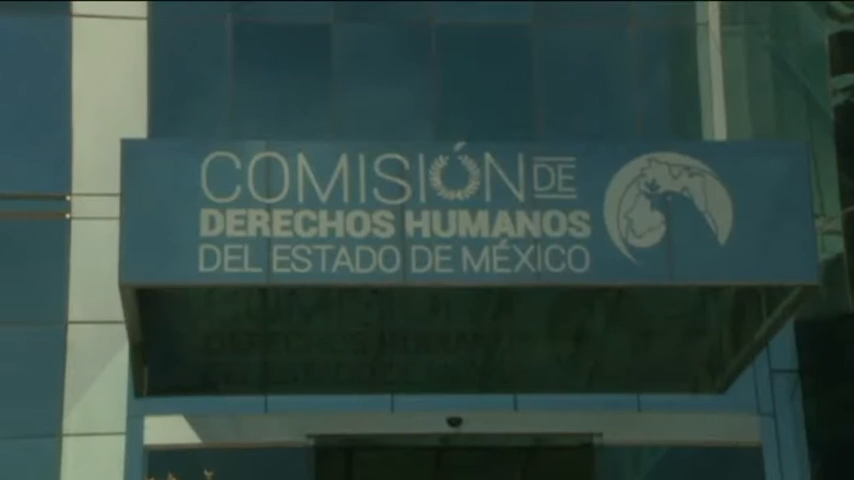 COMISIÓN DE
DERECHOS HUMANOS
DEL ESTADO DE MÉXICO